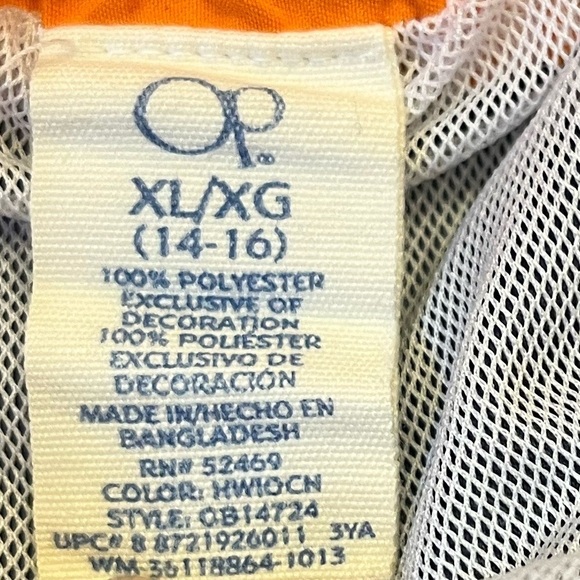 Op®
XL/XG
(14-16)
100% POLYESTER
EXCLUSIVE OF
DECORATION
100% POLIESTER
EXCLUSIVO DE
DECORACIÓN
MADE IN/HECHO EN
BANGLADESH
RN# 52469
COLOR: HWIOCN
STYLE: OB14724
UPC# 8 8721926011 3YA
WM-36118864-1013